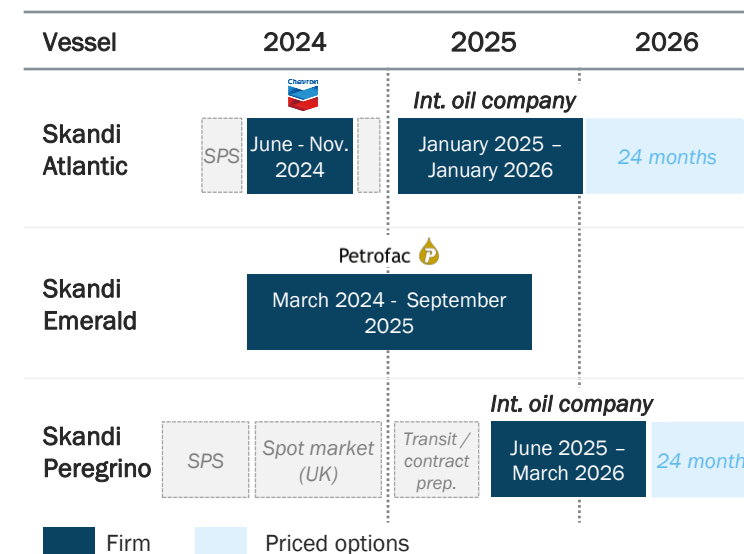 Vessel 2024 2025 2026
Chevron
Int. oil company
Skandi
Atlantic
SPS
June - Nov.
2024
January 2025 –
January 2026
24 months
Petrofac
Skandi
Emerald
March 2024 - September
2025
Int. oil company
Skandi
Peregrino
SPS
Spot market
(UK)
Transit /
contract
prep.
June 2025 –
March 2026
24 month
Firm
Priced options